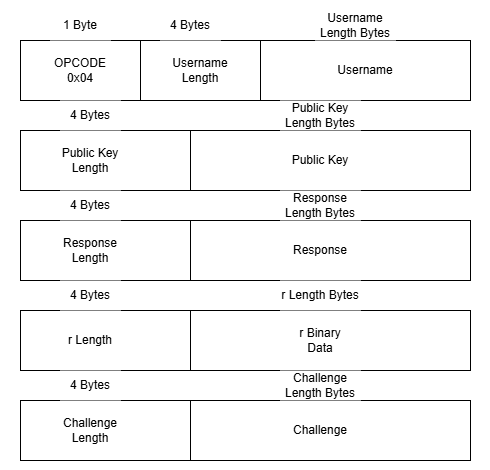 1 Byte
4 Bytes
Username
Length Bytes
OPCODE
0x04
Username
Length
Username
4 Bytes
Public Key
Length Bytes
Public Key
Length
Public Key
4 Bytes
Response
Length Bytes
Response
Length
Response
4 Bytes
r Length Bytes
r Length
r Binary
Data
4 Bytes
Challenge
Length Bytes
Challenge
Length
Challenge